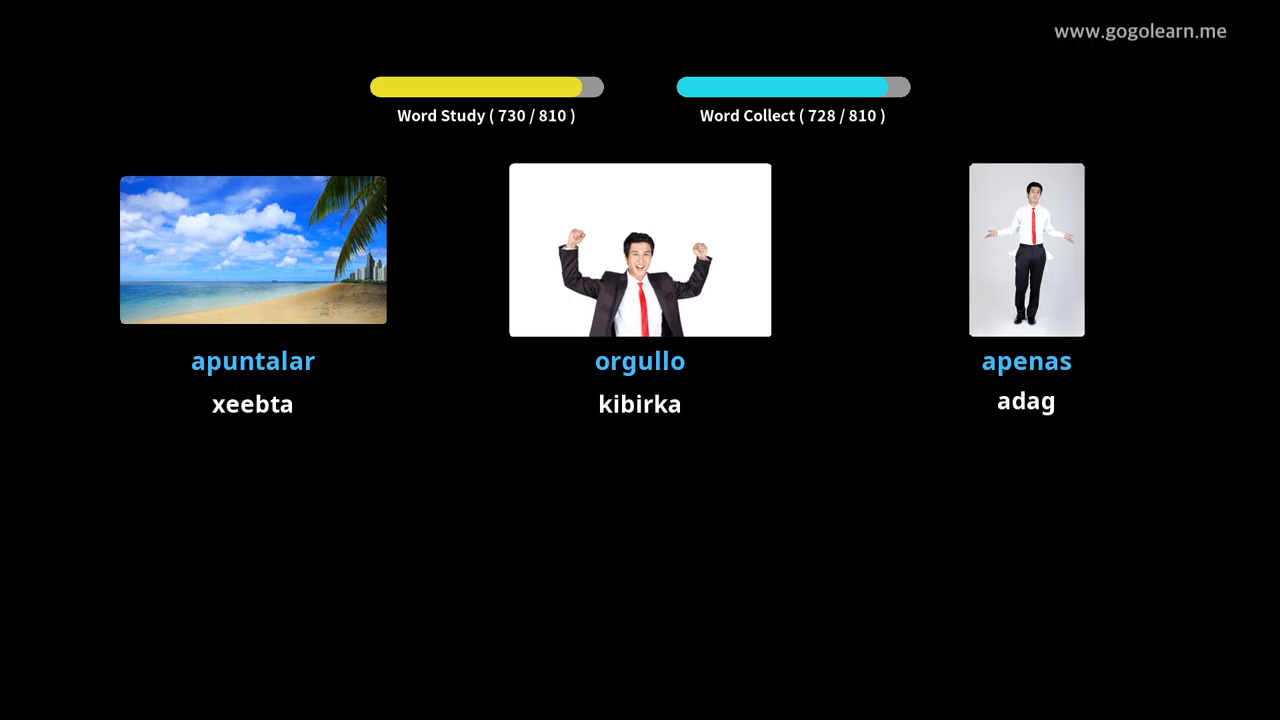 www.gogolearn.me
Word Study ( 730 / 810 )
Word Collect ( 728 / 810 )
apuntalar
xeebta
orgullo
kibirka
apenas
adag